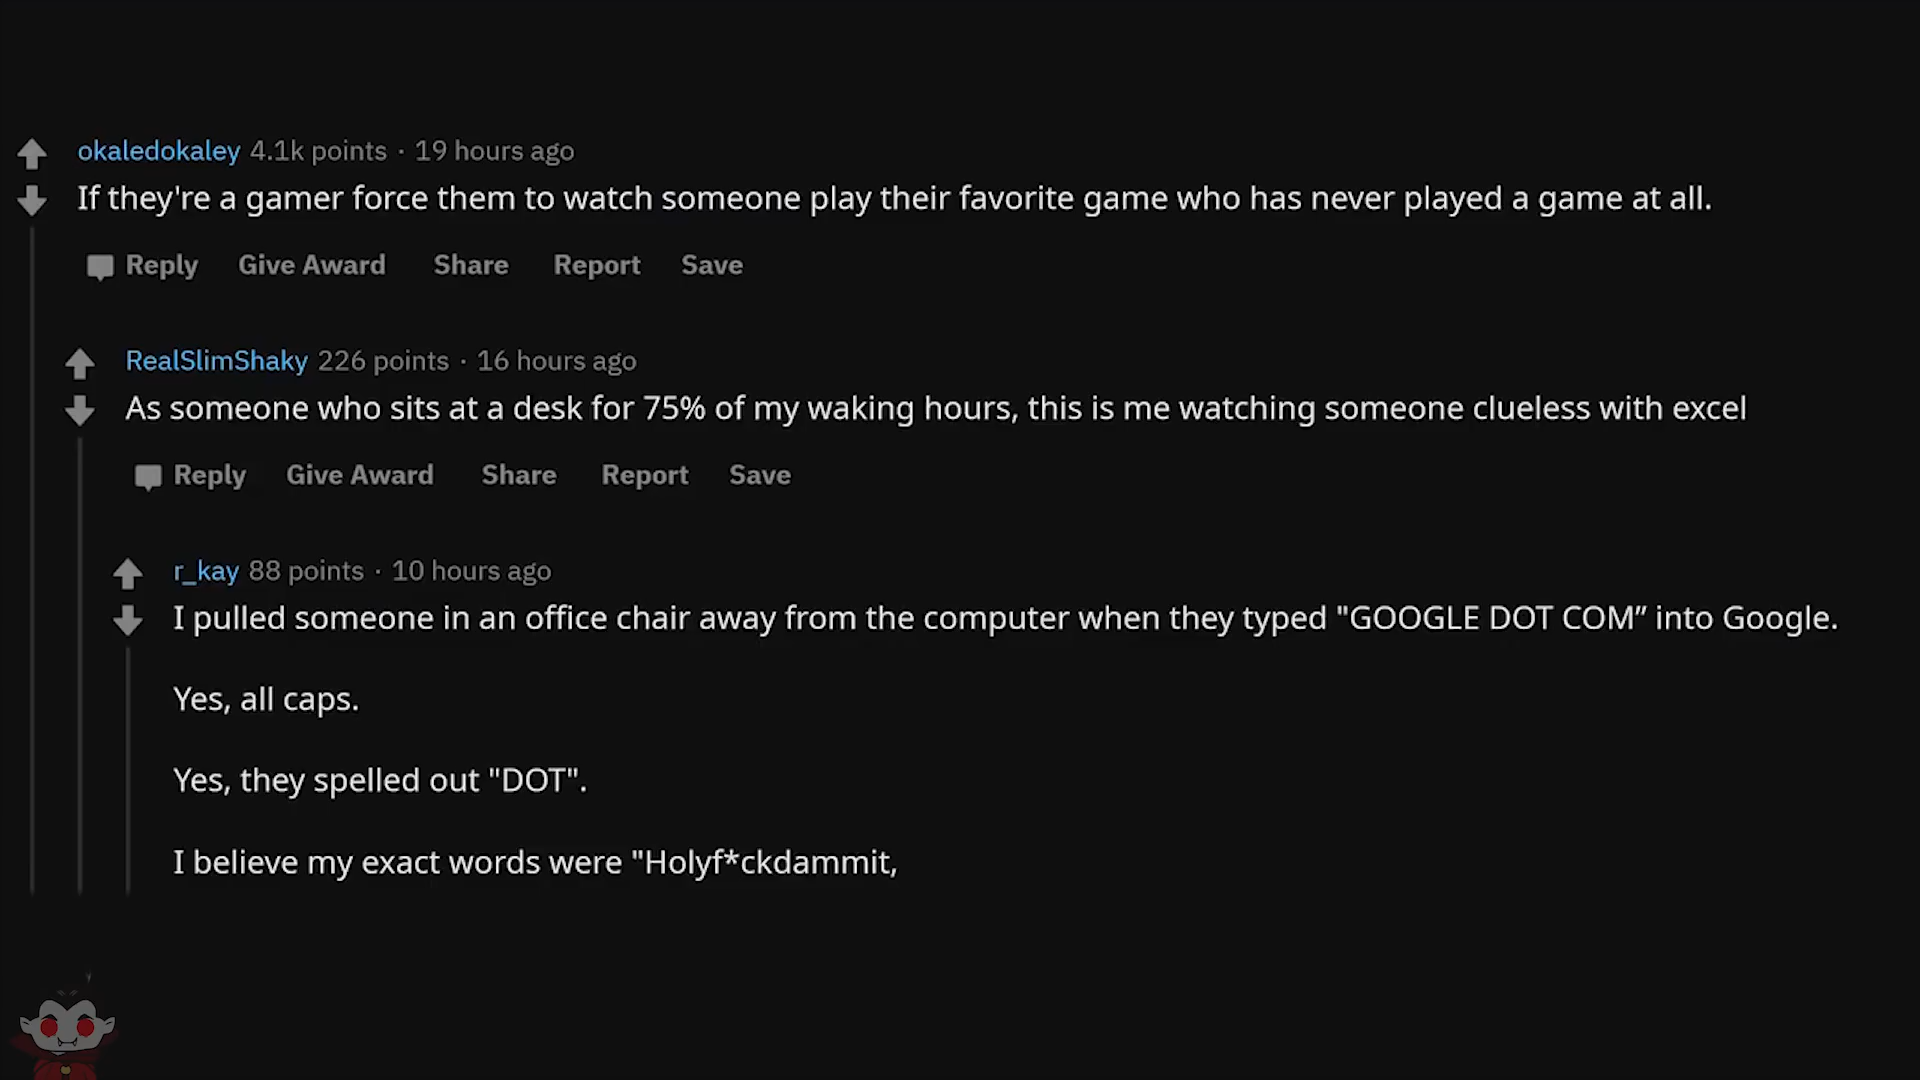 okaledokaley 4.1k points · 19 hours ago
If they're a gamer force them to watch someone play their favorite game who has never played a game at all.
Reply Give Award Share Report Save
RealSlimShaky 226 points · 16 hours ago
As someone who sits at a desk for 75% of my waking hours, this is me watching someone clueless with excel
Reply Give Award Share Report Save
r_kay 88 points · 10 hours ago
I pulled someone in an office chair away from the computer when they typed "GOOGLE DOT COM” into Google.
Yes, all caps.
Yes, they spelled out "DOT".
I believe my exact words were "Holyf*ckdammit,